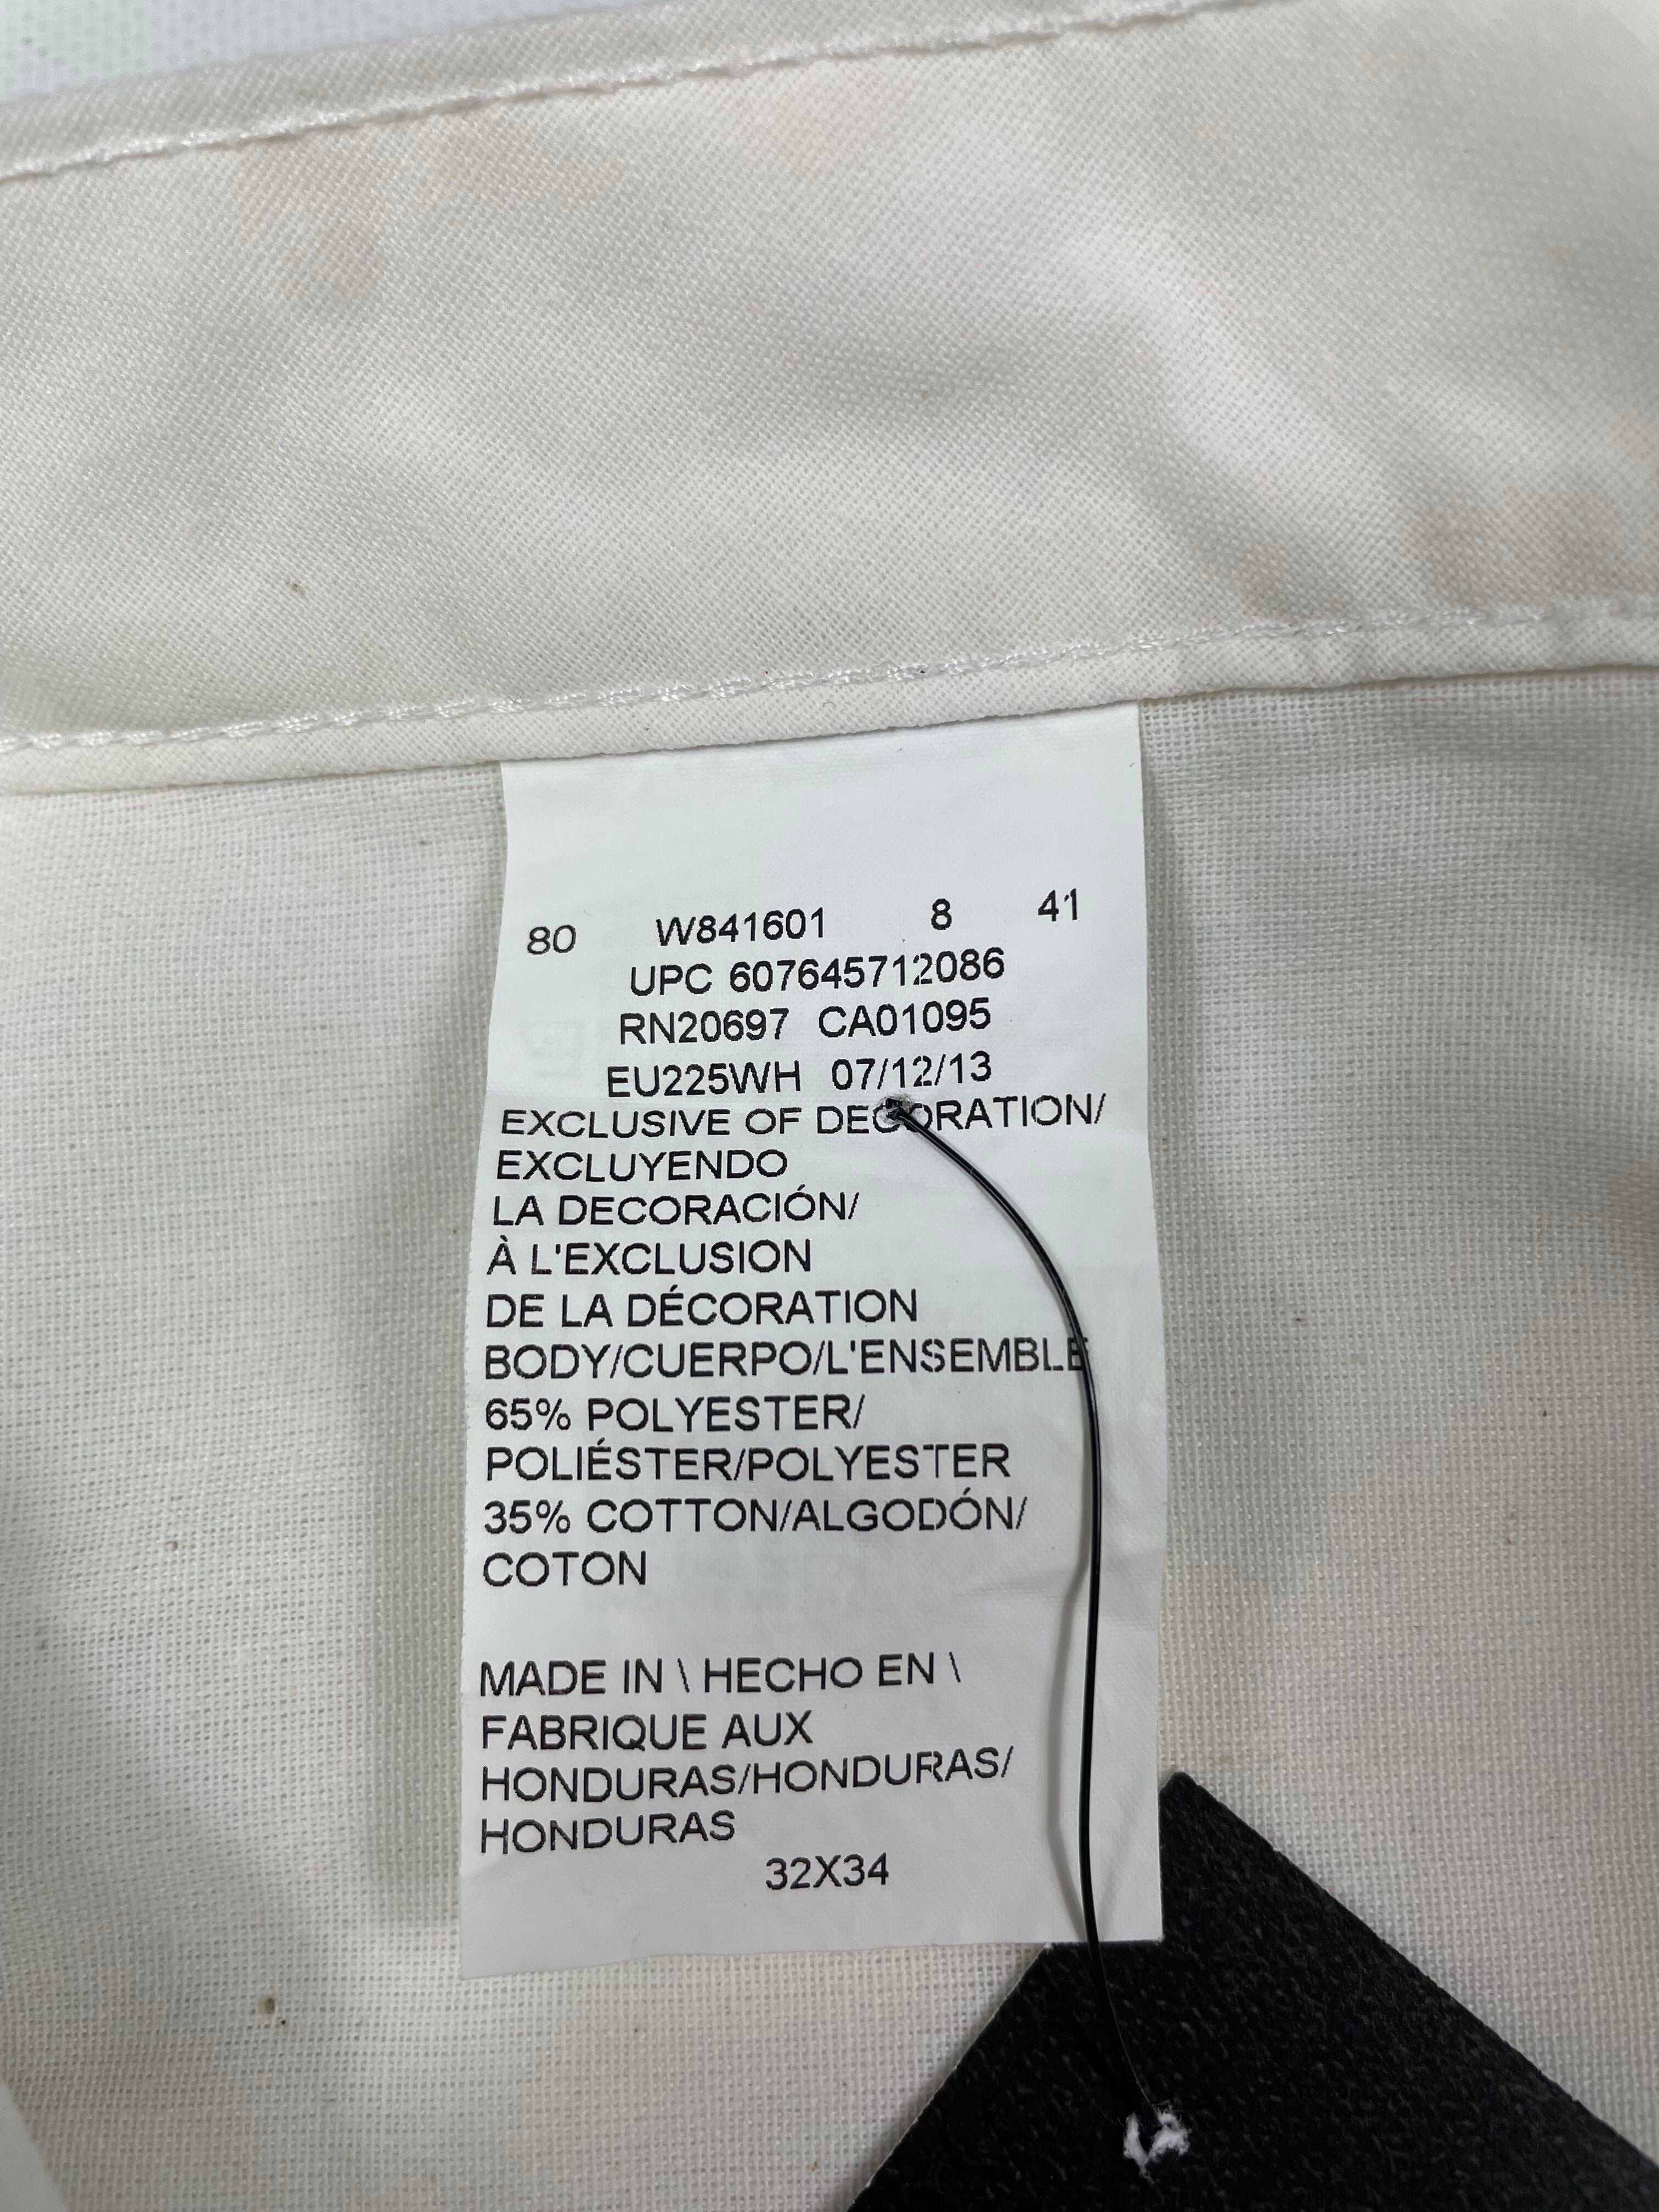 80 W841601 8 41
UPC 607645712086
RN20697 CA01095
EU225WH 07/12/13
EXCLUSIVE OF DECORATION/
EXCLUYENDO
LA DECORACIÓN/
À L'EXCLUSION
DE LA DÉCORATION
BODY/CUERPO/L'ENSEMBLE
65% POLYESTER/
POLIÉSTER/POLYESTER
35% COTTON/ALGODÓN/
COTON
MADE IN \ HECHO EN \
FABRIQUE AUX
HONDURAS/HONDURAS/
HONDURAS
32X34